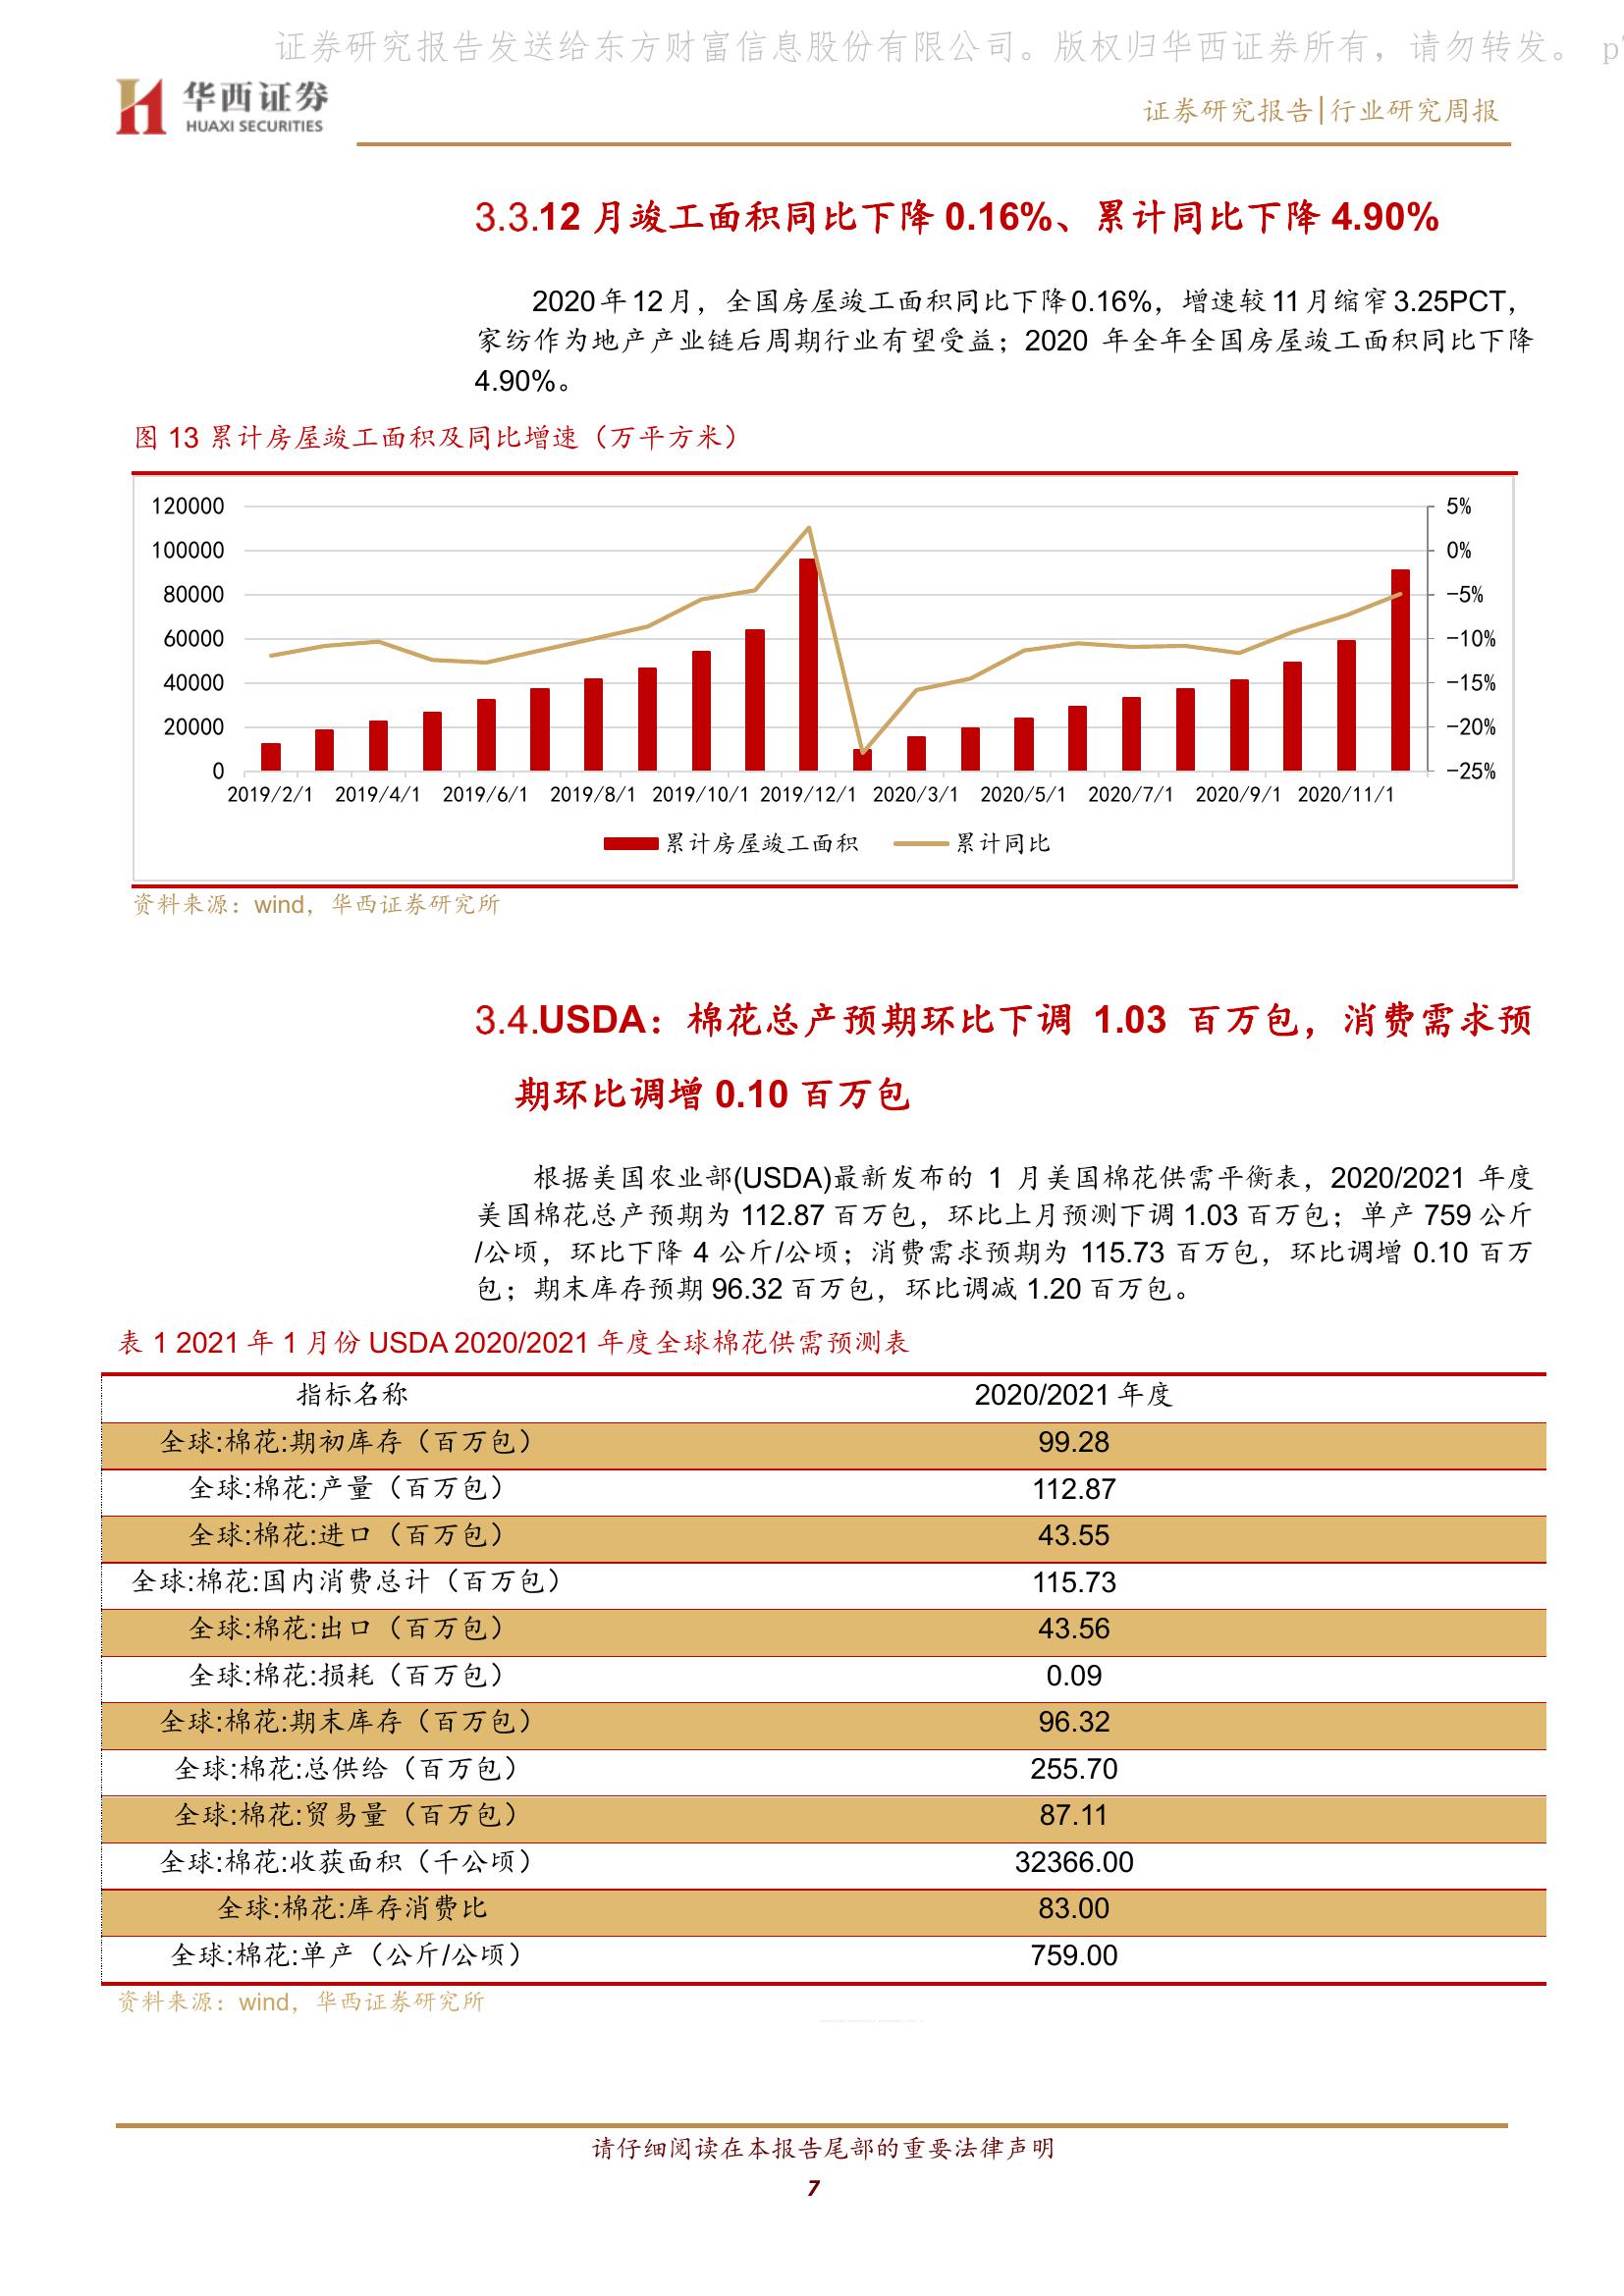 证券研究报告发送给东方财富信息股份有限公司。版权归华西证券所有，请勿转发。 p7
华西证券
HUAXI SECURITIES
证券研究报告|行业研究周报
3.3.12 月竣工面积同比下降 0.16%、累计同比下降 4.90%
2020年12月，全国房屋竣工面积同比下降0.16%，增速较11月缩窄3.25PCT，
家纺作为地产产业链后周期行业有望受益；2020 年全年全国房屋竣工面积同比下降
4.90%。
图 13 累计房屋竣工面积及同比增速（万平方米）
120000
100000
80000
60000
40000
20000
0
5%
0%
-5%
-10%
-15%
-20%
-25%
2019/2/1 2019/4/1 2019/6/1 2019/8/1 2019/10/1 2019/12/1 2020/3/1 2020/5/1 2020/7/1 2020/9/1 2020/11/1
累计房屋竣工面积 累计同比
资料来源：wind，华西证券研究所
3.4.USDA：棉花总产预期环比下调 1.03 百万包，消费需求预
期环比调增 0.10 百万包
根据美国农业部(USDA)最新发布的 1 月美国棉花供需平衡表，2020/2021 年度
美国棉花总产预期为 112.87 百万包，环比上月预测下调 1.03 百万包；单产 759 公斤
/公顷，环比下降 4 公斤/公顷；消费需求预期为 115.73 百万包，环比调增 0.10 百万
包；期末库存预期 96.32 百万包，环比调减 1.20 百万包。
表 1 2021 年 1 月份 USDA 2020/2021 年度全球棉花供需预测表
指标名称 2020/2021 年度
全球:棉花:期初库存（百万包） 99.28
全球:棉花:产量（百万包） 112.87
全球:棉花:进口（百万包） 43.55
全球:棉花:国内消费总计（百万包） 115.73
全球:棉花:出口（百万包） 43.56
全球:棉花:损耗（百万包） 0.09
全球:棉花:期末库存（百万包） 96.32
全球:棉花:总供给（百万包） 255.70
全球:棉花:贸易量（百万包） 87.11
全球:棉花:收获面积（千公顷） 32366.00
全球:棉花:库存消费比 83.00
全球:棉花:单产（公斤/公顷） 759.00
资料来源：wind，华西证券研究所
请仔细阅读在本报告尾部的重要法律声明
7